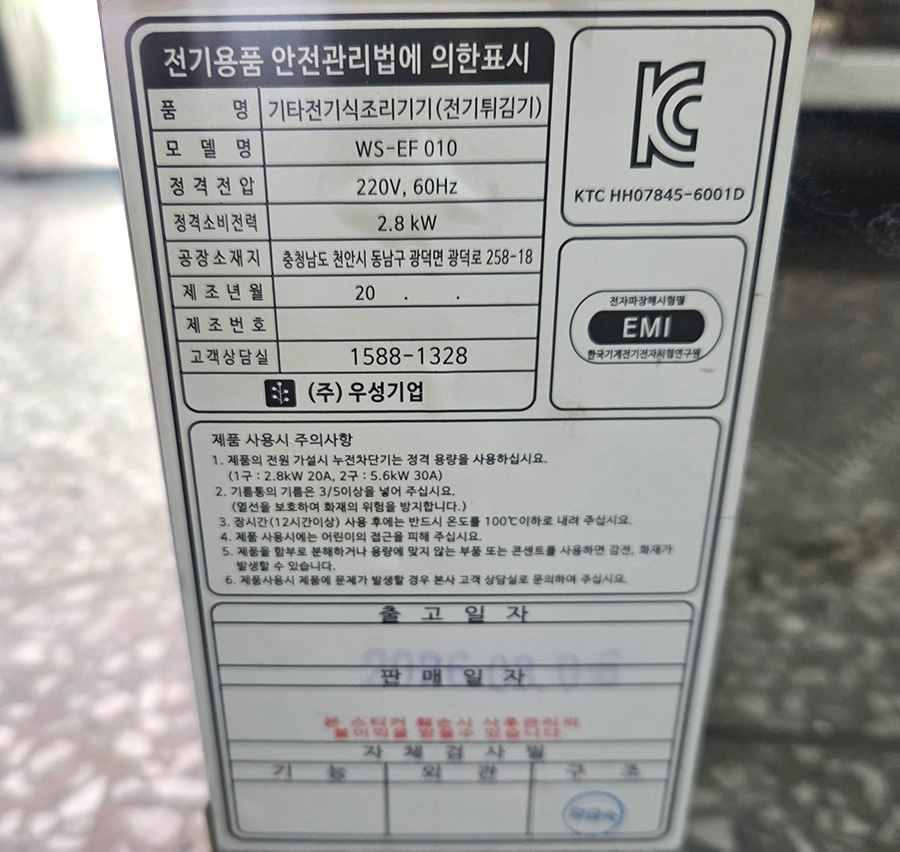 전기용품 안전관리법에 의한표시
품 명 기타전기식조리기기(전기튀김기)
모 델 명 WS-EF 010
정격전압 220V, 60Hz
정격소비전력 2.8 kW
공장소재지 충청남도 천안시 동남구 광덕면 광덕로 258-18
제조년월 20 . .
제조번호
고객상담실 1588-1328
(주) 우성기업
KC
KTC HH07845-6001D
전자파장해시험필
EMI
한국기계전기전자시험연구원
제품 사용시 주의사항
1. 제품의 전원 가설시 누전차단기는 정격 용량을 사용하십시요.
(1구 : 2.8kW 20A, 2구 : 5.6kW 30A)
2. 기름통의 기름은 3/5이상을 넣어 주십시요.
(열선을 보호하여 화재의 위험을 방지합니다.)
3. 장시간(12시간이상) 사용 후에는 반드시 온도를 100℃이하로 내려 주십시요.
4. 제품 사용시에는 어린이의 접근을 피해 주십시요.
5. 제품을 함부로 분해하거나 용량에 맞지 않는 부품 또는 콘센트를 사용하면 감전, 화재가
발생할 수 있습니다.
6. 제품사용시 제품에 문제가 발생할 경우 본사 고객 상담실로 문의하여 주십시요.
출 고 일 자
판 매 일 자
본 스티커 훼손시 사후관리의
불이익을 받을수 있습니다.
자 체 검 사 필
기 능 외 관 구 조